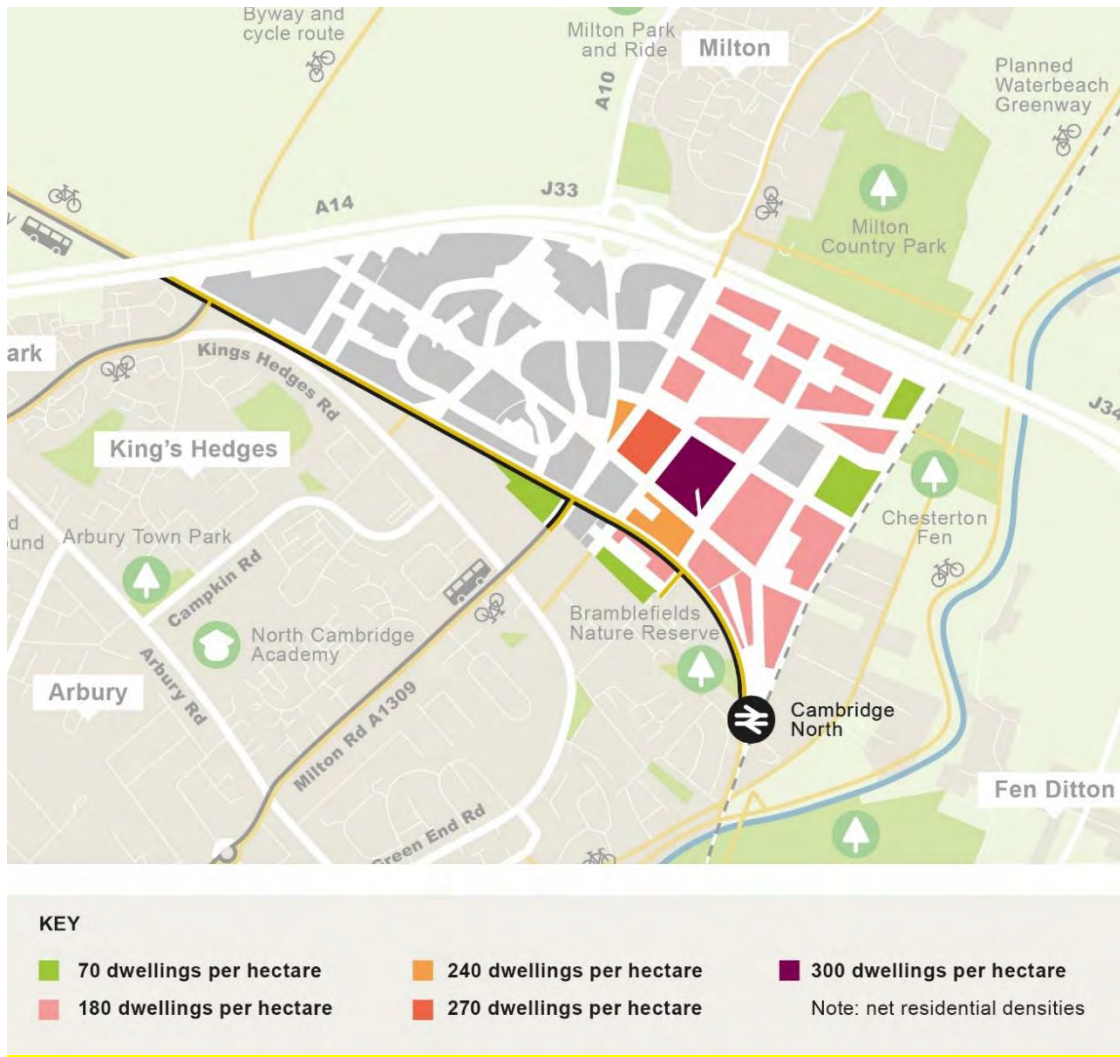 Byway and
cycle route
Milton Park
and Ride
Milton
A10
Planned
Waterbeach
Greenway
A14
J33
Milton
Country Park
ark
Kings Hedges Rd
J34
King's Hedges
Arbury Town Park
Campkin Rd
Chesterton
Fen
North Cambridge
Academy
Bramblefields
Nature Reserve
Arbury
Arbury Rd
Milton Rd A1309
Cambridge
North
Green End Rd
Fen Ditton
KEY
70 dwellings per hectare
240 dwellings per hectare
300 dwellings per hectare
180 dwellings per hectare
270 dwellings per hectare
Note: net residential densities